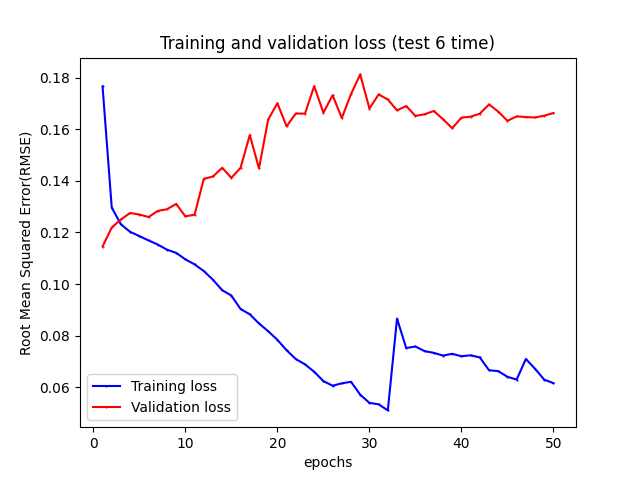 Training and validation loss (test 6 time)
Root Mean Squared Error(RMSE)
0.18
0.16
0.14
0.12
0.10
0.08
0.06
Training loss
Validation loss
0 10 20 30 40 50
epochs